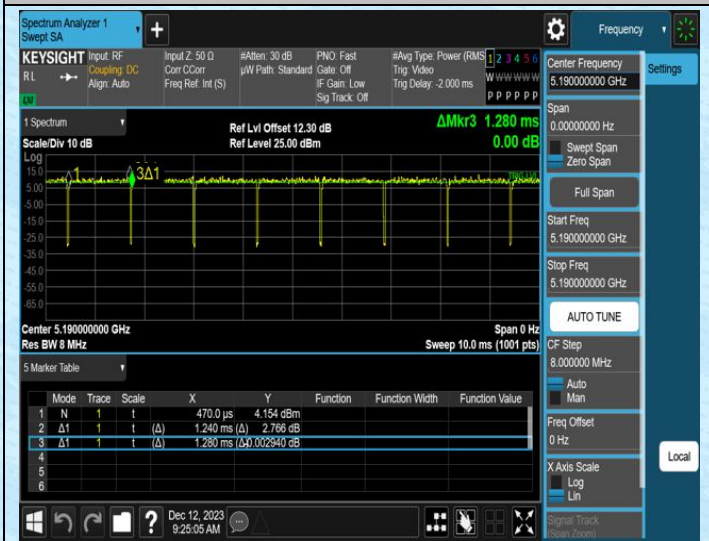 Spectrum Analyzer 1
Swept SA
+
Frequency
KEYSIGHT Input: RF Input Z: 50 Ω #Atten: 30 dB PNO: Fast #Avg Type: Power (RMS 1 2 3 4 5 6
RL Coupling: DC Corr CCorr µW Path: Standard Gate: Off Trig: Video W W W W W W
Align: Auto Freq Ref: Int (S) IF Gain: Low Trig Delay: -2.000 ms
Sig Track: Off P P P P P P
1 Spectrum
Scale/Div 10 dB
Ref Lvl Offset 12.30 dB
Ref Level 25.00 dBm
ΔMkr3 1.280 ms
0.00 dB
Log
15.0
5.00
-5.00
-15.0
-25.0
-35.0
-45.0
-55.0
-65.0
1
3Δ1
TRIG LVL
Center 5.190000000 GHz Span 0 Hz
Res BW 8 MHz Sweep 10.0 ms (1001 pts)
5 Marker Table
Mode Trace Scale X Y Function Function Width Function Value
1 N 1 t 470.0 µs 4.154 dBm
2 Δ1 1 t (Δ) 1.240 ms (Δ) 2.766 dB
3 Δ1 1 t (Δ) 1.280 ms (Δ) 0.002940 dB
4
5
6
Dec 12, 2023
9:25:05 AM
Center Frequency
5.190000000 GHz
Settings
Span
0.00000000 Hz
Swept Span
Zero Span
Full Span
Start Freq
5.190000000 GHz
Stop Freq
5.190000000 GHz
AUTO TUNE
CF Step
8.000000 MHz
Auto
Man
Freq Offset
0 Hz
X Axis Scale
Log
Lin
Local
Signal Track
(Span Zoom)